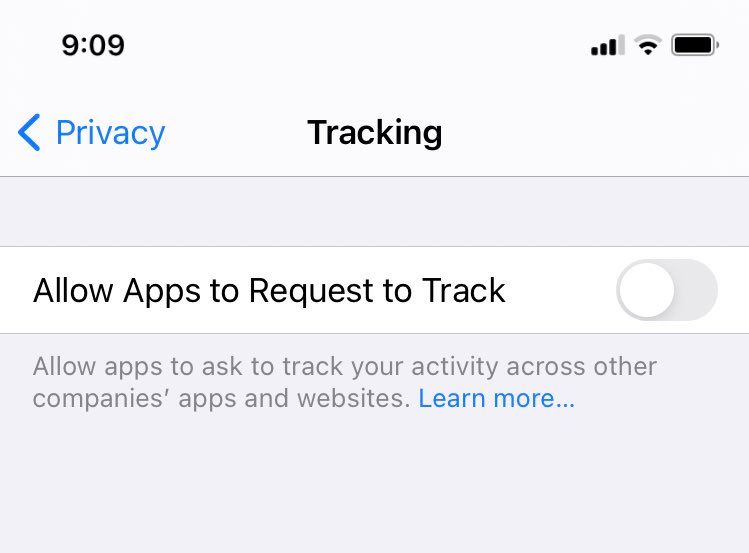 9:09
Privacy
Tracking
Allow Apps to Request to Track
Allow apps to ask to track your activity across other
companies’ apps and websites. Learn more...